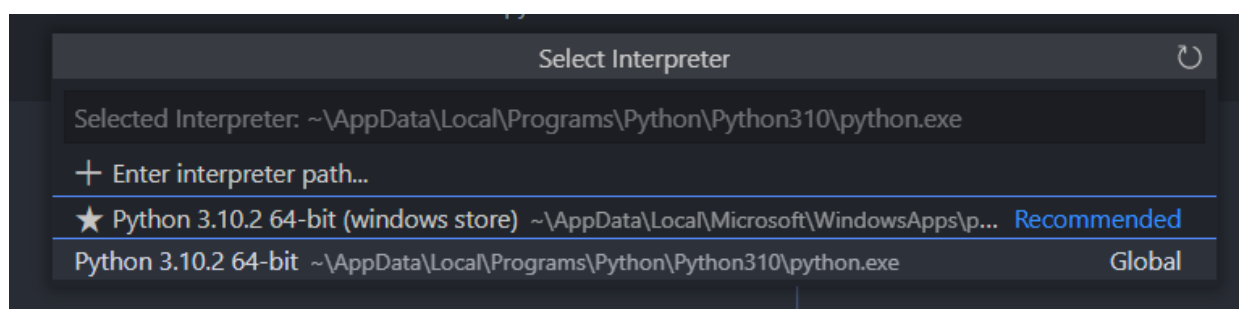 Select Interpreter
Selected Interpreter: ~\AppData\Local\Programs\Python\Python310\python.exe
+ Enter interpreter path...
★ Python 3.10.2 64-bit (windows store) ~\AppData\Local\Microsoft\WindowsApps\p... Recommended
Python 3.10.2 64-bit ~\AppData\Local\Programs\Python\Python310\python.exe Global